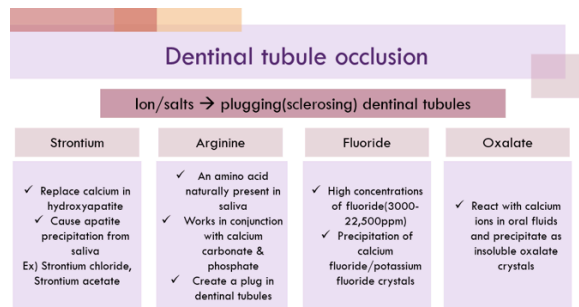 Dentinal tubule occlusion
Ion/salts → plugging(sclerosing) dentinal tubules
Strontium
✓ Replace calcium in
hydroxyapatite
✓ Cause apatite
precipitation from
saliva
Ex) Strontium chloride,
Strontium acetate
Arginine
✓ An amino acid
naturally present in
saliva
✓ Works in conjunction
with calcium
carbonate &
phosphate
✓ Create a plug in
dentinal tubules
Fluoride
✓ High concentrations
of fluoride(3000-
22,500ppm)
✓ Precipitation of
calcium
fluoride/potassium
fluoride crystals
Oxalate
✓ React with calcium
ions in oral fluids
and precipitate as
insoluble oxalate
crystals